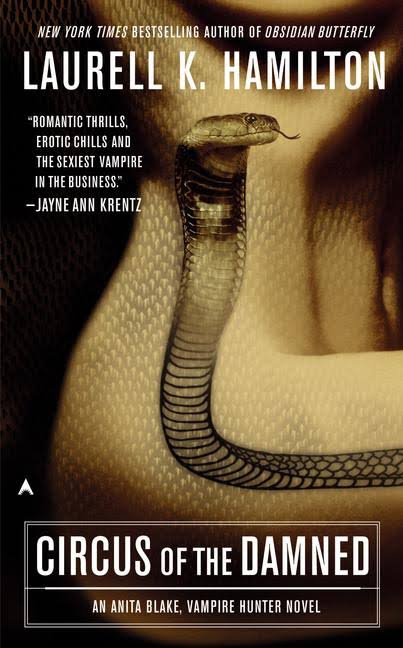 NEW YORK TIMES BESTSELLING AUTHOR OF OBSIDIAN BUTTERFLY
LAURELL K. HAMILTON
"ROMANTIC THRILLS,
EROTIC CHILLS AND
THE SEXIEST VAMPIRE
IN THE BUSINESS."
—JAYNE ANN KRENTZ
CIRCUS OF THE DAMNED
AN ANITA BLAKE, VAMPIRE HUNTER NOVEL